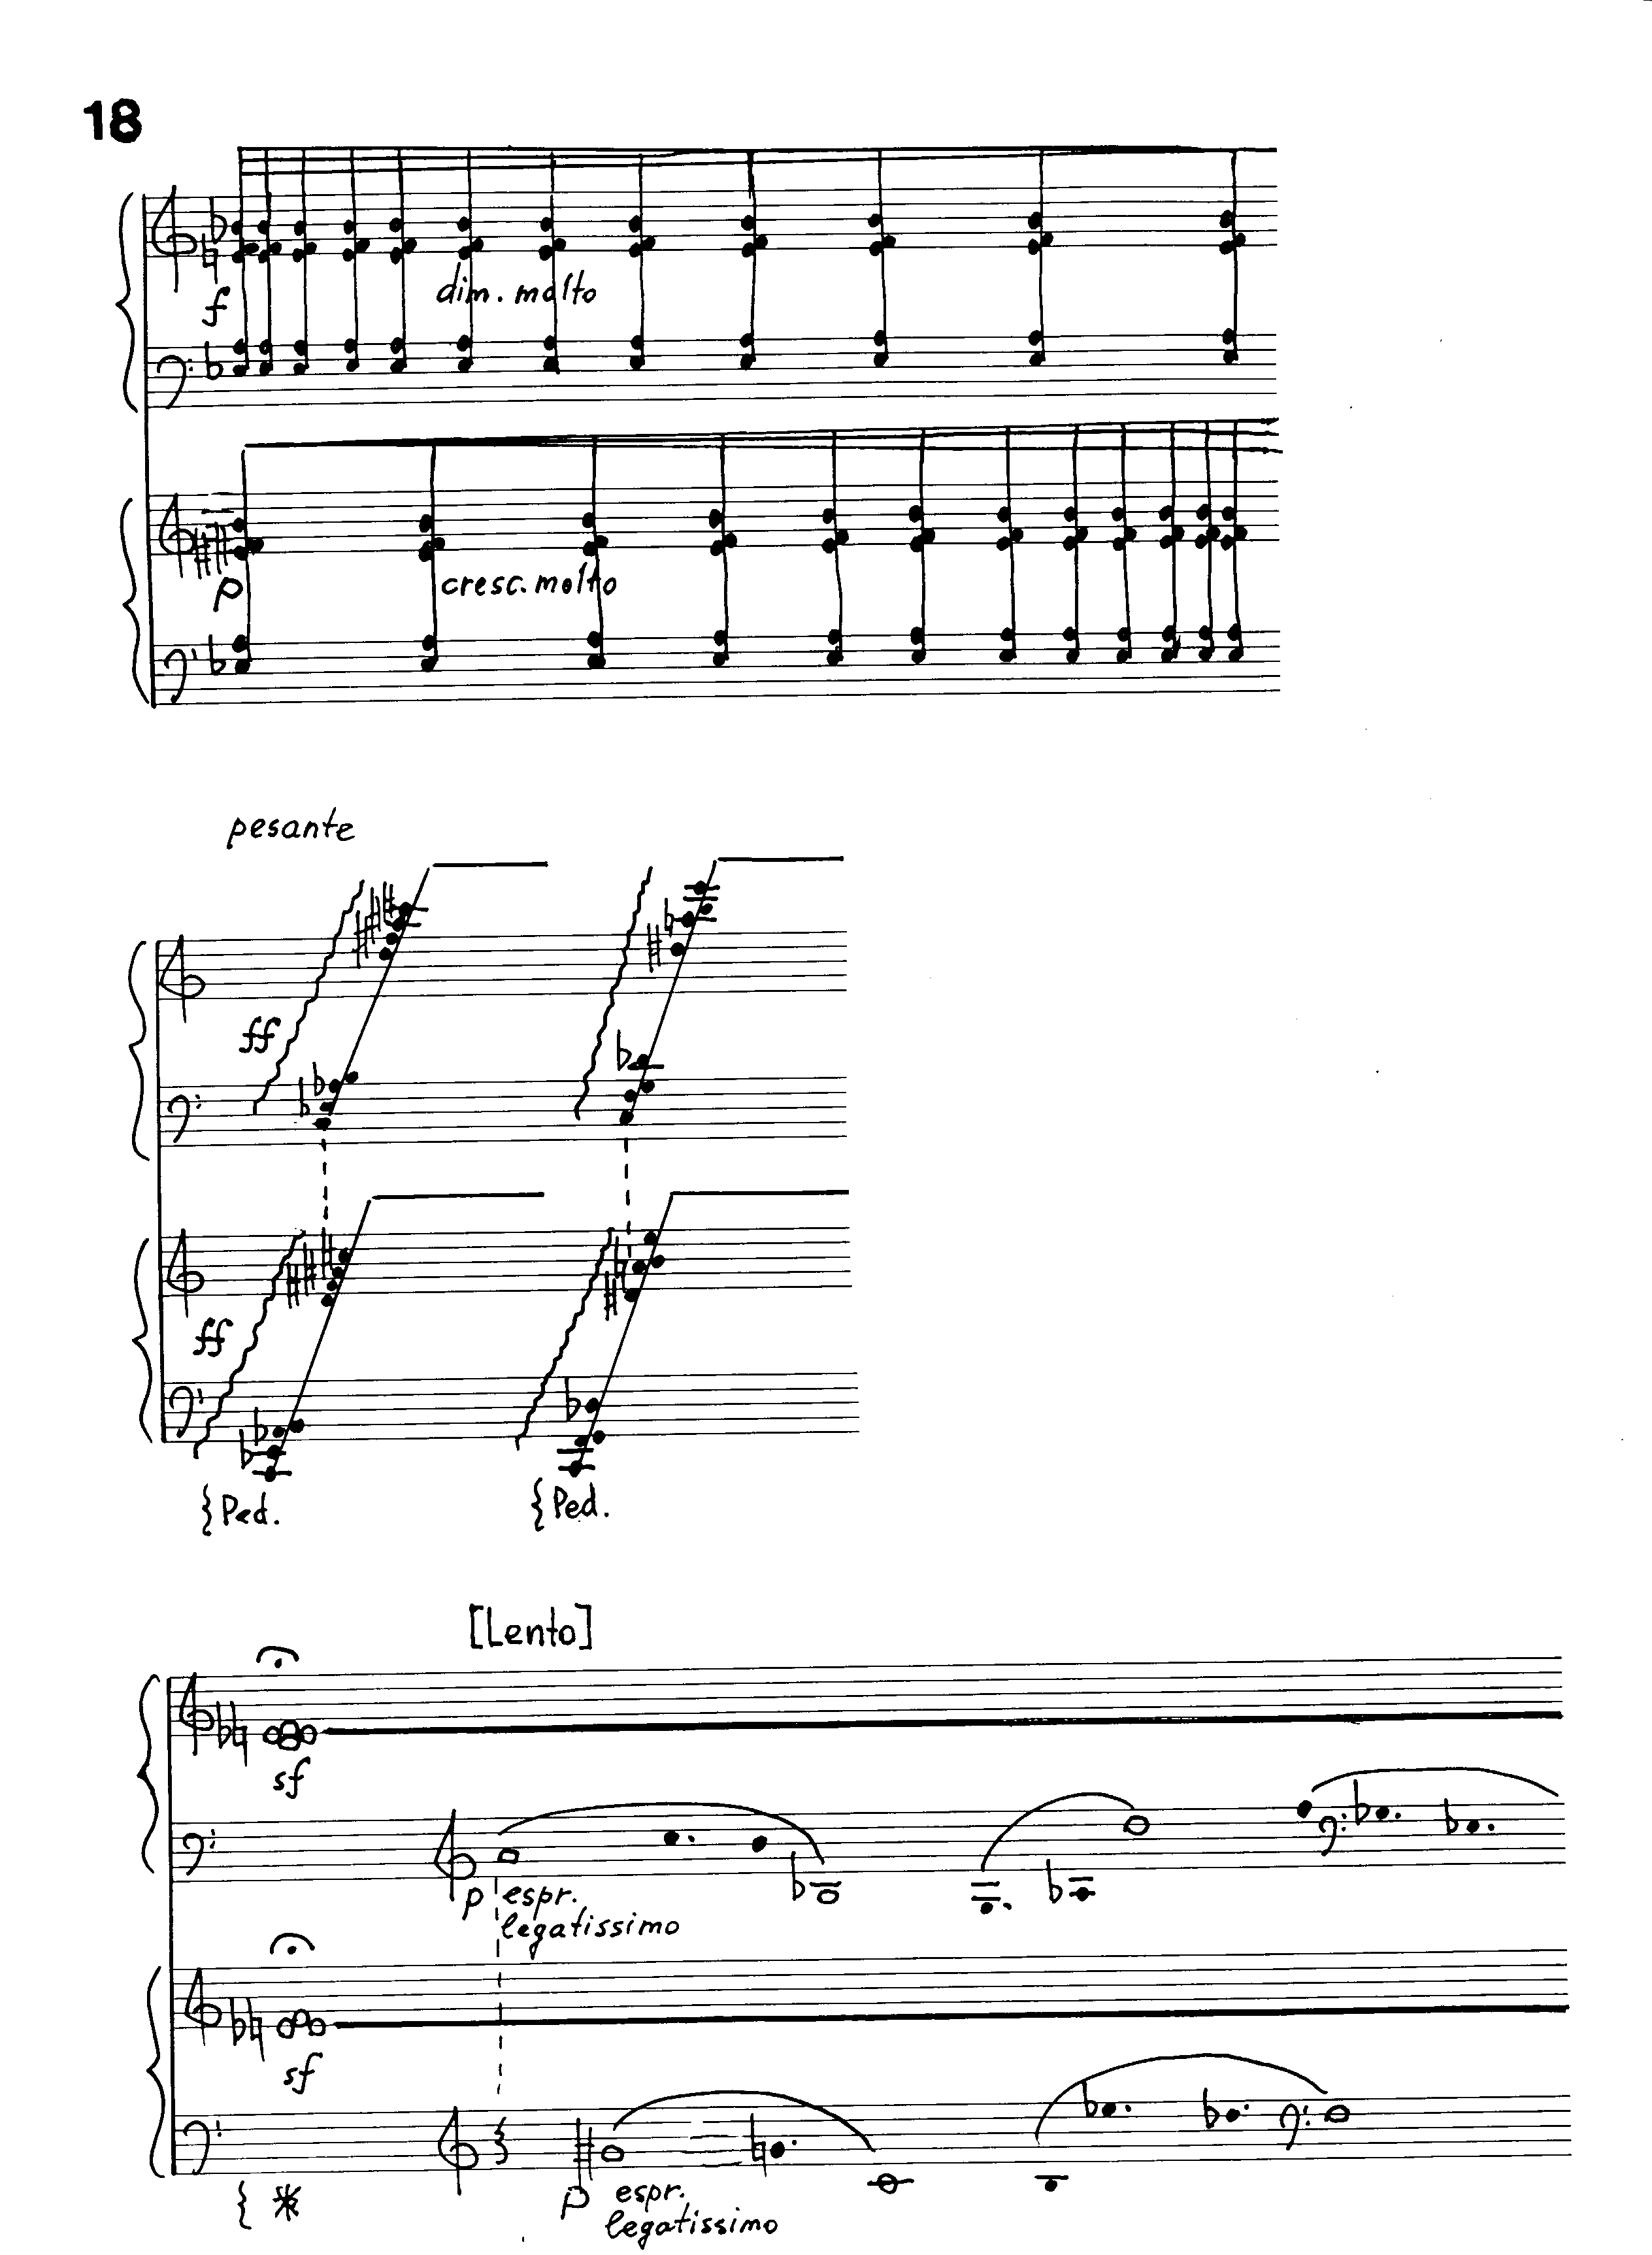 18
f
dim. molto
p
cresc. molto
pesante
ff
ff
{Ped.
{Ped.
[Lento]
sf
p espr.
legatissimo
sf
p espr.
legatissimo